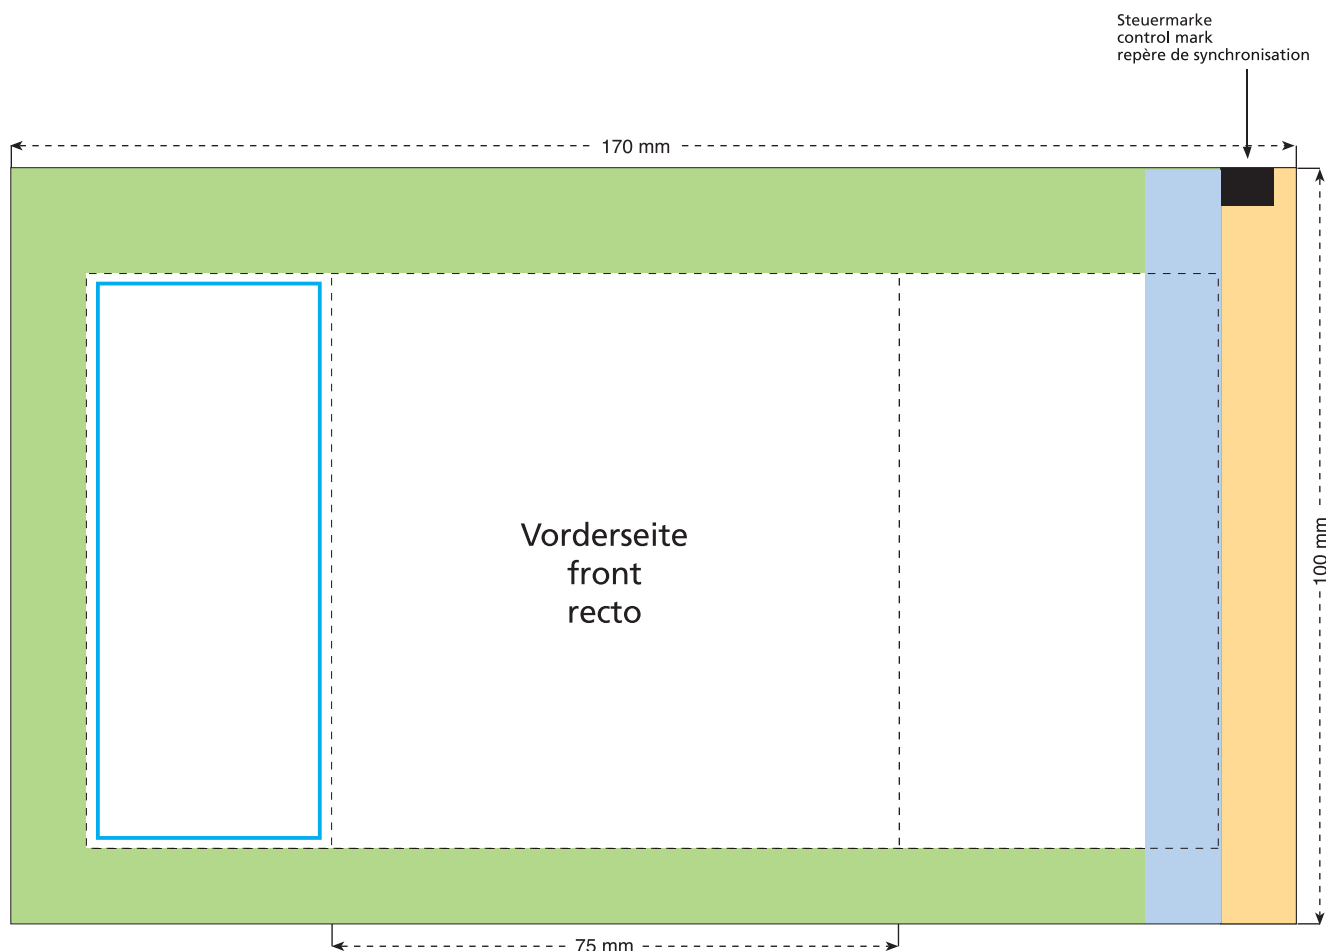 Steuermarke
control mark
repère de synchronisation
170 mm
Vorderseite
front
recto
100 mm
75 mm